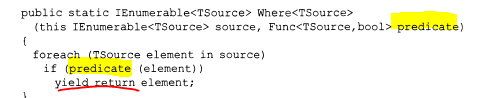 public static IEnumerable<TSource> Where<TSource>
(this IEnumerable<TSource> source, Func<TSource,bool> predicate)
{
foreach (TSource element in source)
if (predicate (element))
yield return element;
}